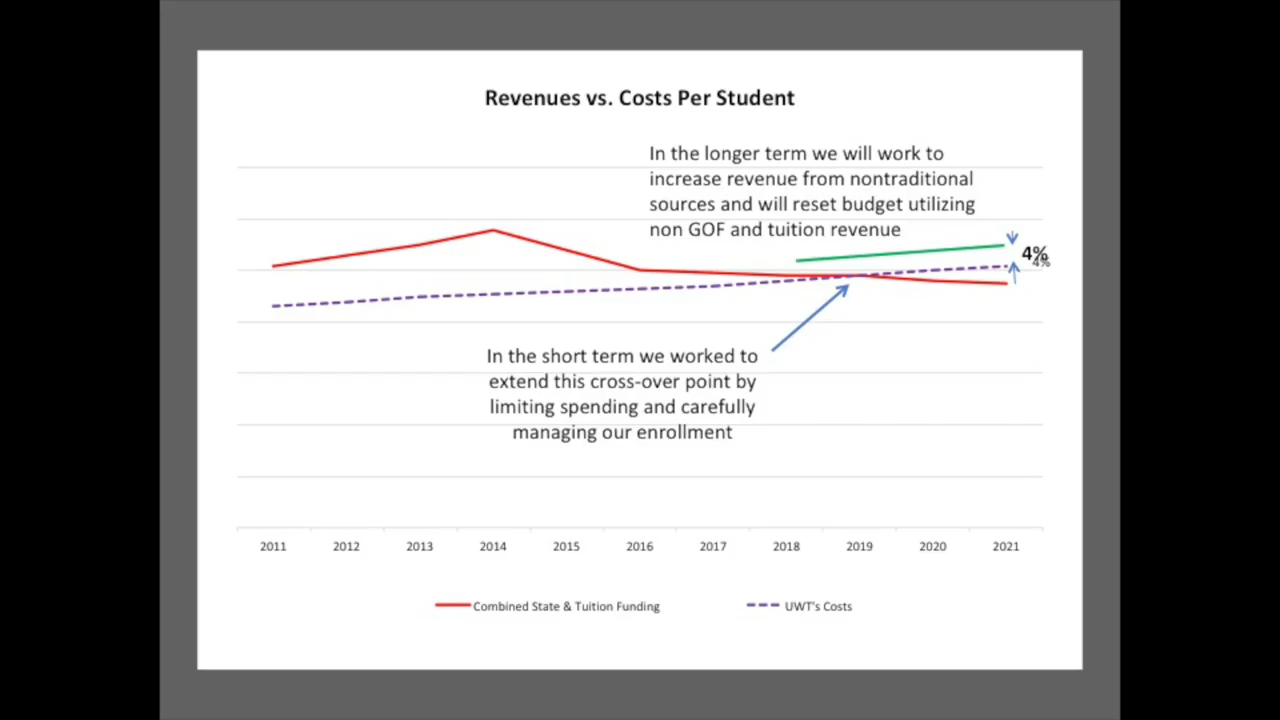 Revenues vs. Costs Per Student
In the longer term we will work to
increase revenue from nontraditional
sources and will reset budget utilizing
non GOF and tuition revenue
4%
4%
In the short term we worked to
extend this cross-over point by
limiting spending and carefully
managing our enrollment
2011 2012 2013 2014 2015 2016 2017 2018 2019 2020 2021
Combined State & Tuition Funding UWT's Costs